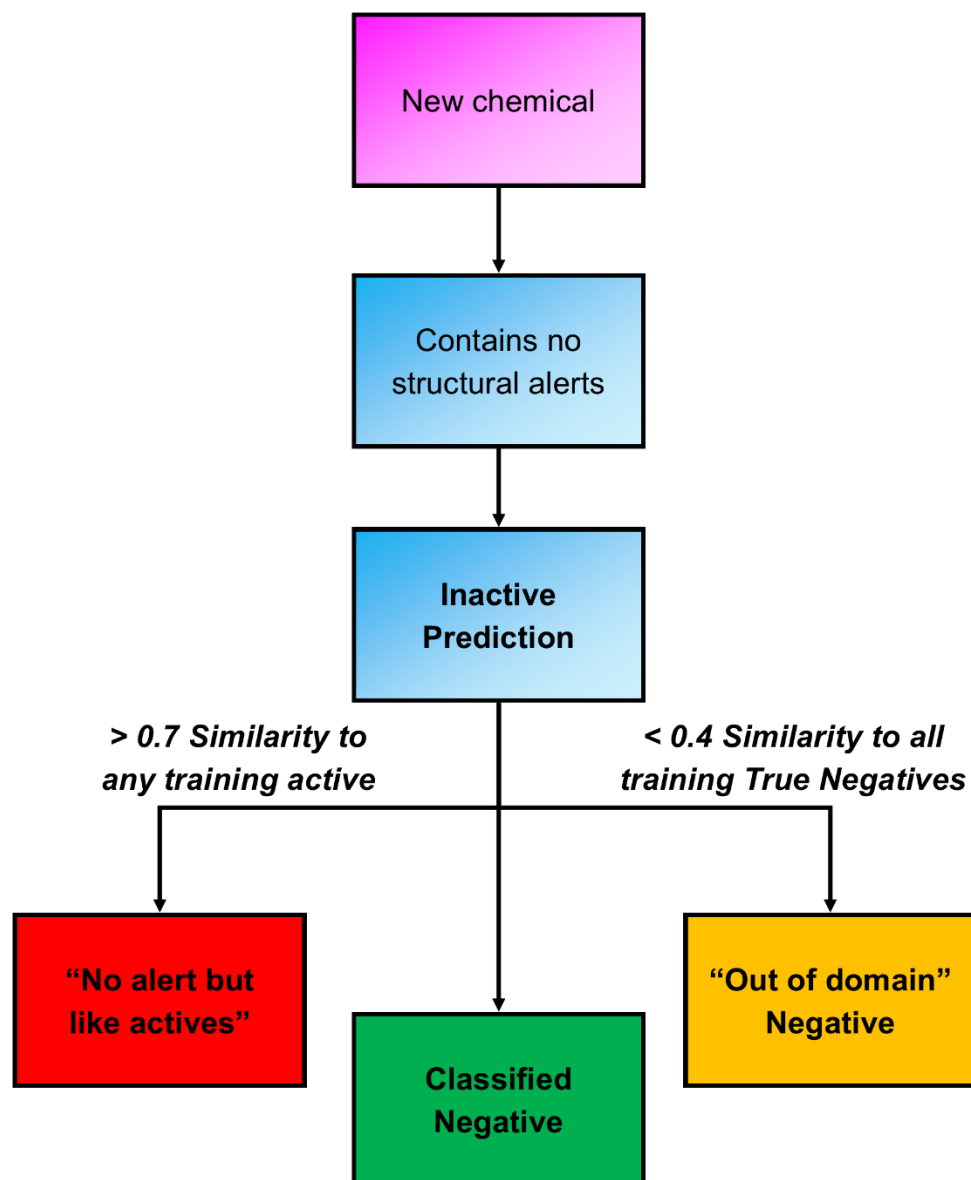 New chemical
Contains no
structural alerts
Inactive
Prediction
> 0.7 Similarity to
any training active
< 0.4 Similarity to all
training True Negatives
“No alert but
like actives”
Classified
Negative
“Out of domain”
Negative